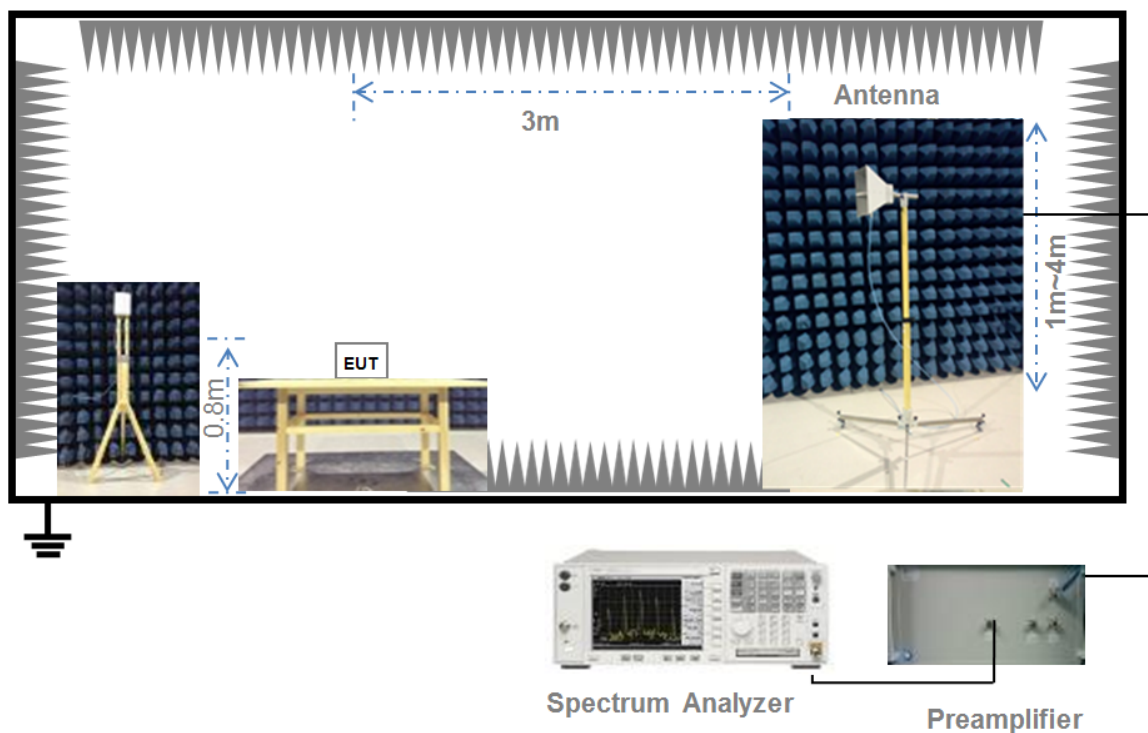 Antenna
3m
1m~4m
EUT
0.8m
Spectrum Analyzer
Preamplifier